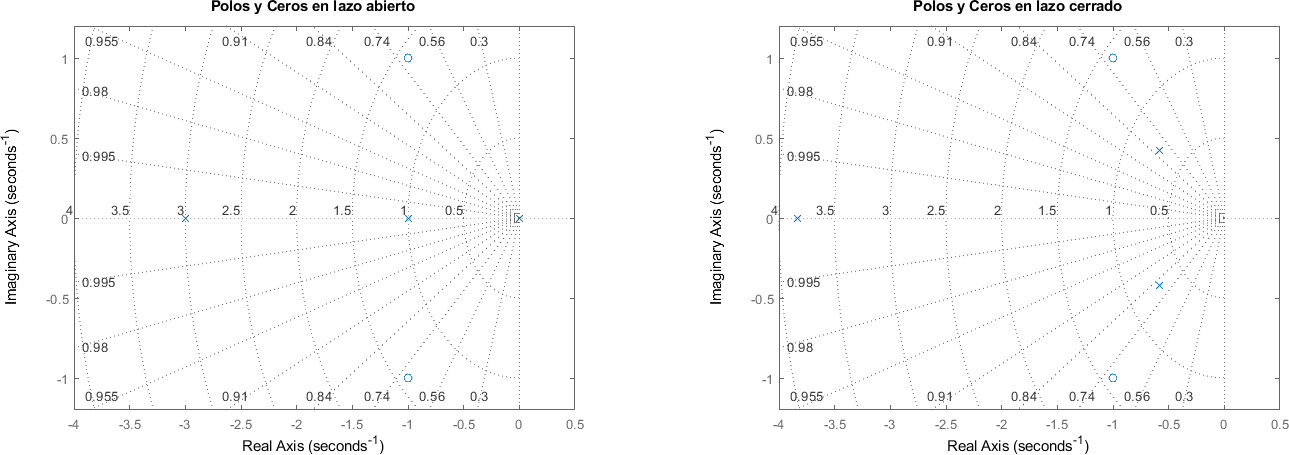 Polos y Ceros en lazo abierto
0.955 0.91 0.84 0.74 0.56 0.3
1
0.98
0.5
0.995
4 3.5 3 2.5 2 1.5 1 0.5
0
0.995
-0.5
0.98
-1
0.955 0.91 0.84 0.74 0.56 0.3
-4 -3.5 -3 -2.5 -2 -1.5 -1 -0.5 0 0.5
Real Axis (seconds-1)
Imaginary Axis (seconds-1)
Polos y Ceros en lazo cerrado
0.955 0.91 0.84 0.74 0.56 0.3
1
0.98
0.5
0.995
4 3.5 3 2.5 2 1.5 1 0.5
0
0.995
-0.5
0.98
-1
0.955 0.91 0.84 0.74 0.56 0.3
-4 -3.5 -3 -2.5 -2 -1.5 -1 -0.5 0 0.5
Real Axis (seconds-1)
Imaginary Axis (seconds-1)